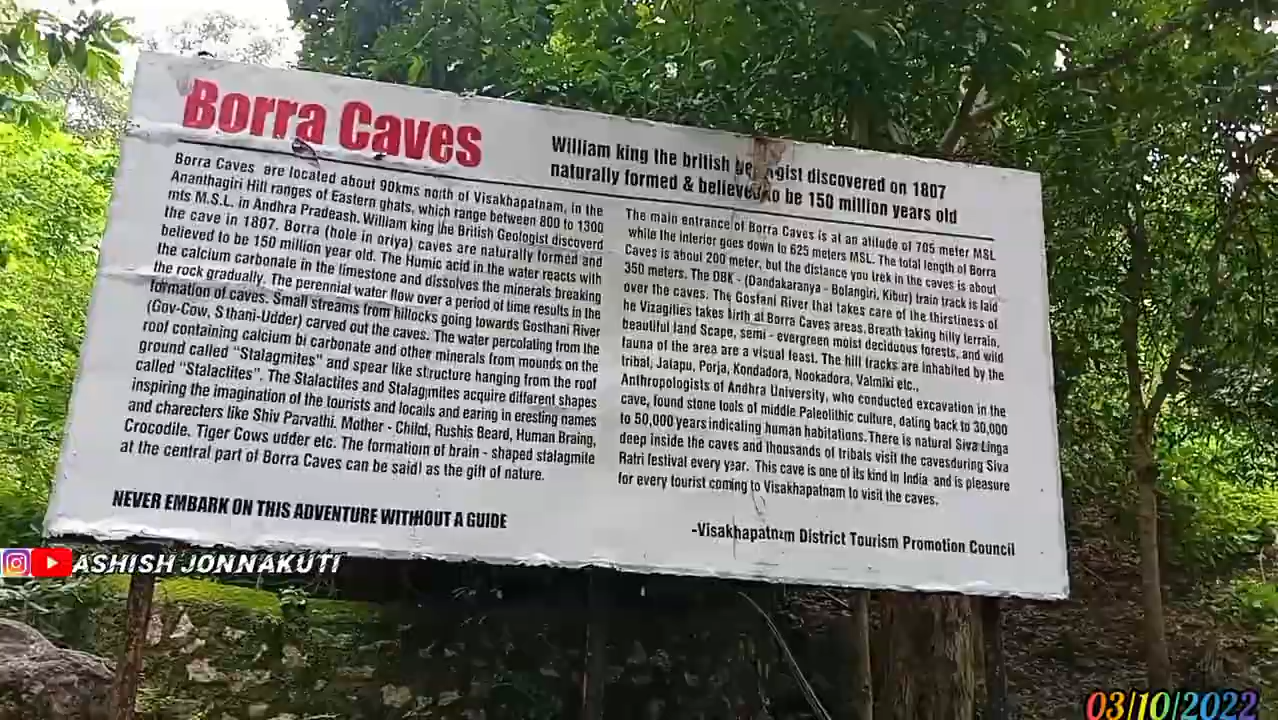 Borra Caves
William king the british geologist discovered on 1807
naturally formed & believed to be 150 million years old
Borra Caves are located about 90kms north of Visakhapatnam, in the
Ananthagiri Hill ranges of Eastern ghats, which range between 800 to 1300
mts M.S.L. in Andhra Pradeash. William king the British Geologist discoverd
the cave in 1807. Borra (hole in oriya) caves are naturally formed and
believed to be 150 million year old. The Humic acid in the water reacts with
the calcium carbonate in the limestone and dissolves the minerals breaking
the rock gradually. The perennial water flow over a period of time results in the
formation of caves. Small streams from hillocks going towards Gosthani River
(Gov-Cow, Sthani-Udder) carved out the caves. The water percolating from the
roof containing calcium bi carbonate and other minerals from mounds on the
ground called "Stalagmites" and spear like structure hanging from the roof
called "Stalactites". The Stalactites and Stalagmites acquire different shapes
inspiring the imagination of the tourists and locals and earing in eresting names
and charecters like Shiv Parvathi, Mother - Child, Rushis Beard, Human Braing,
Crocodile, Tiger Cows udder etc. The formation of brain - shaped stalagmite
at the central part of Borra Caves can be said as the gift of nature.
NEVER EMBARK ON THIS ADVENTURE WITHOUT A GUIDE
The main entrance of Borra Caves is at an altitude of 705 meter MSL
while the interior goes down to 625 meters MSL. The total length of Borra
Caves is about 200 meter, but the distance you trek in the caves is about
350 meters. The DBK - (Dandakaranya - Bolangiri, Kibur) train track is laid
over the caves. The Gostani River that takes care of the thirstiness of
he Vizagilies takes birth at Borra Caves areas. Breath taking hilly terrain,
beautiful land Scape, semi - evergreen moist deciduous forests, and wild
fauna of the area are a visual feast. The hill tracks are inhabited by the
tribal, Jatapu, Porja, Kondadora, Nookadora, Valmiki etc.,
Anthropologists of Andhra University, who conducted excavation in the
cave, found stone tools of middle Paleolithic culture, dating back to 30,000
to 50,000 years indicating human habitations. There is natural Siva Linga
deep inside the caves and thousands of tribals visit the cavesduring Siva
Ratri festival every year. This cave is one of its kind in India and is pleasure
for every tourist coming to Visakhapatnam to visit the caves.
-Visakhapatnam District Tourism Promotion Council
ASHISH JONNAKUTI
03/10/2022